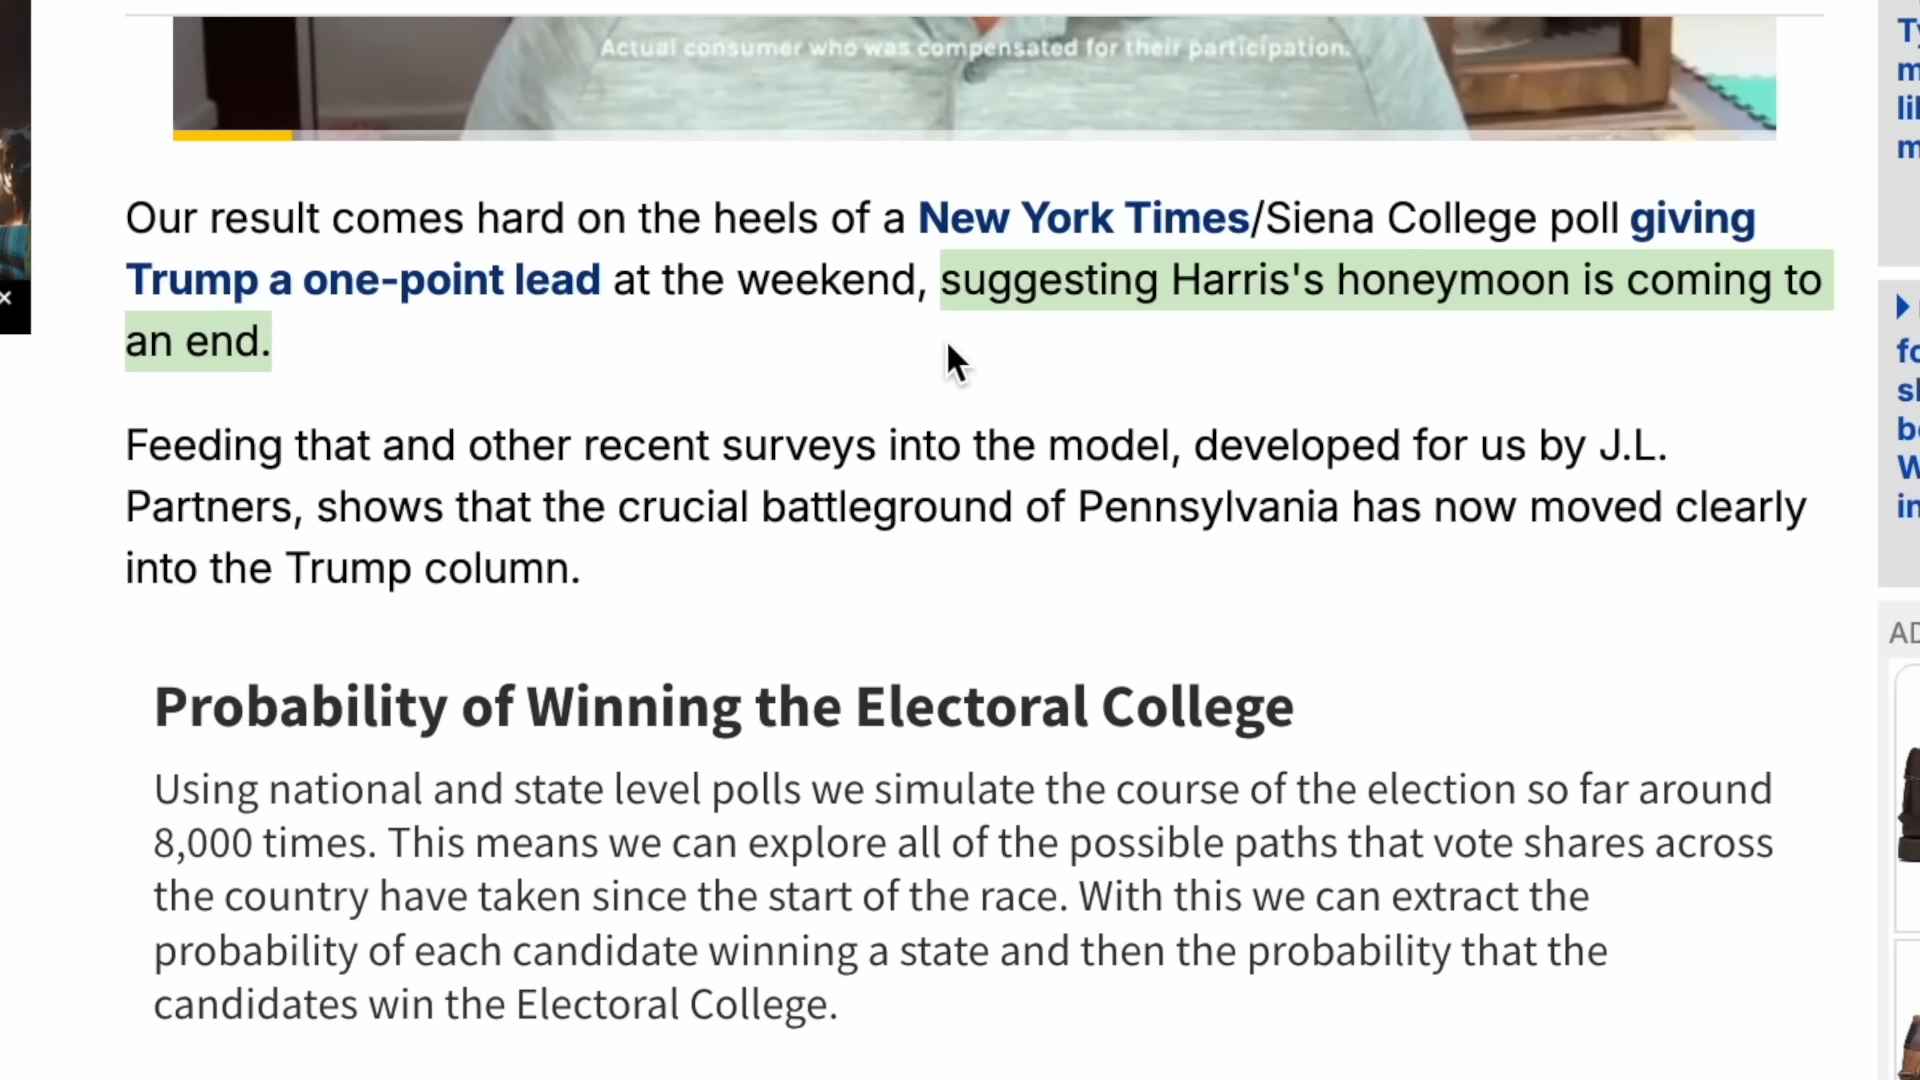 Actual consumer who was compensated for their participation.
Our result comes hard on the heels of a New York Times/Siena College poll giving
Trump a one-point lead at the weekend, suggesting Harris's honeymoon is coming to
an end.
Feeding that and other recent surveys into the model, developed for us by J.L.
Partners, shows that the crucial battleground of Pennsylvania has now moved clearly
into the Trump column.
Probability of Winning the Electoral College
Using national and state level polls we simulate the course of the election so far around
8,000 times. This means we can explore all of the possible paths that vote shares across
the country have taken since the start of the race. With this we can extract the
probability of each candidate winning a state and then the probability that the
candidates win the Electoral College.